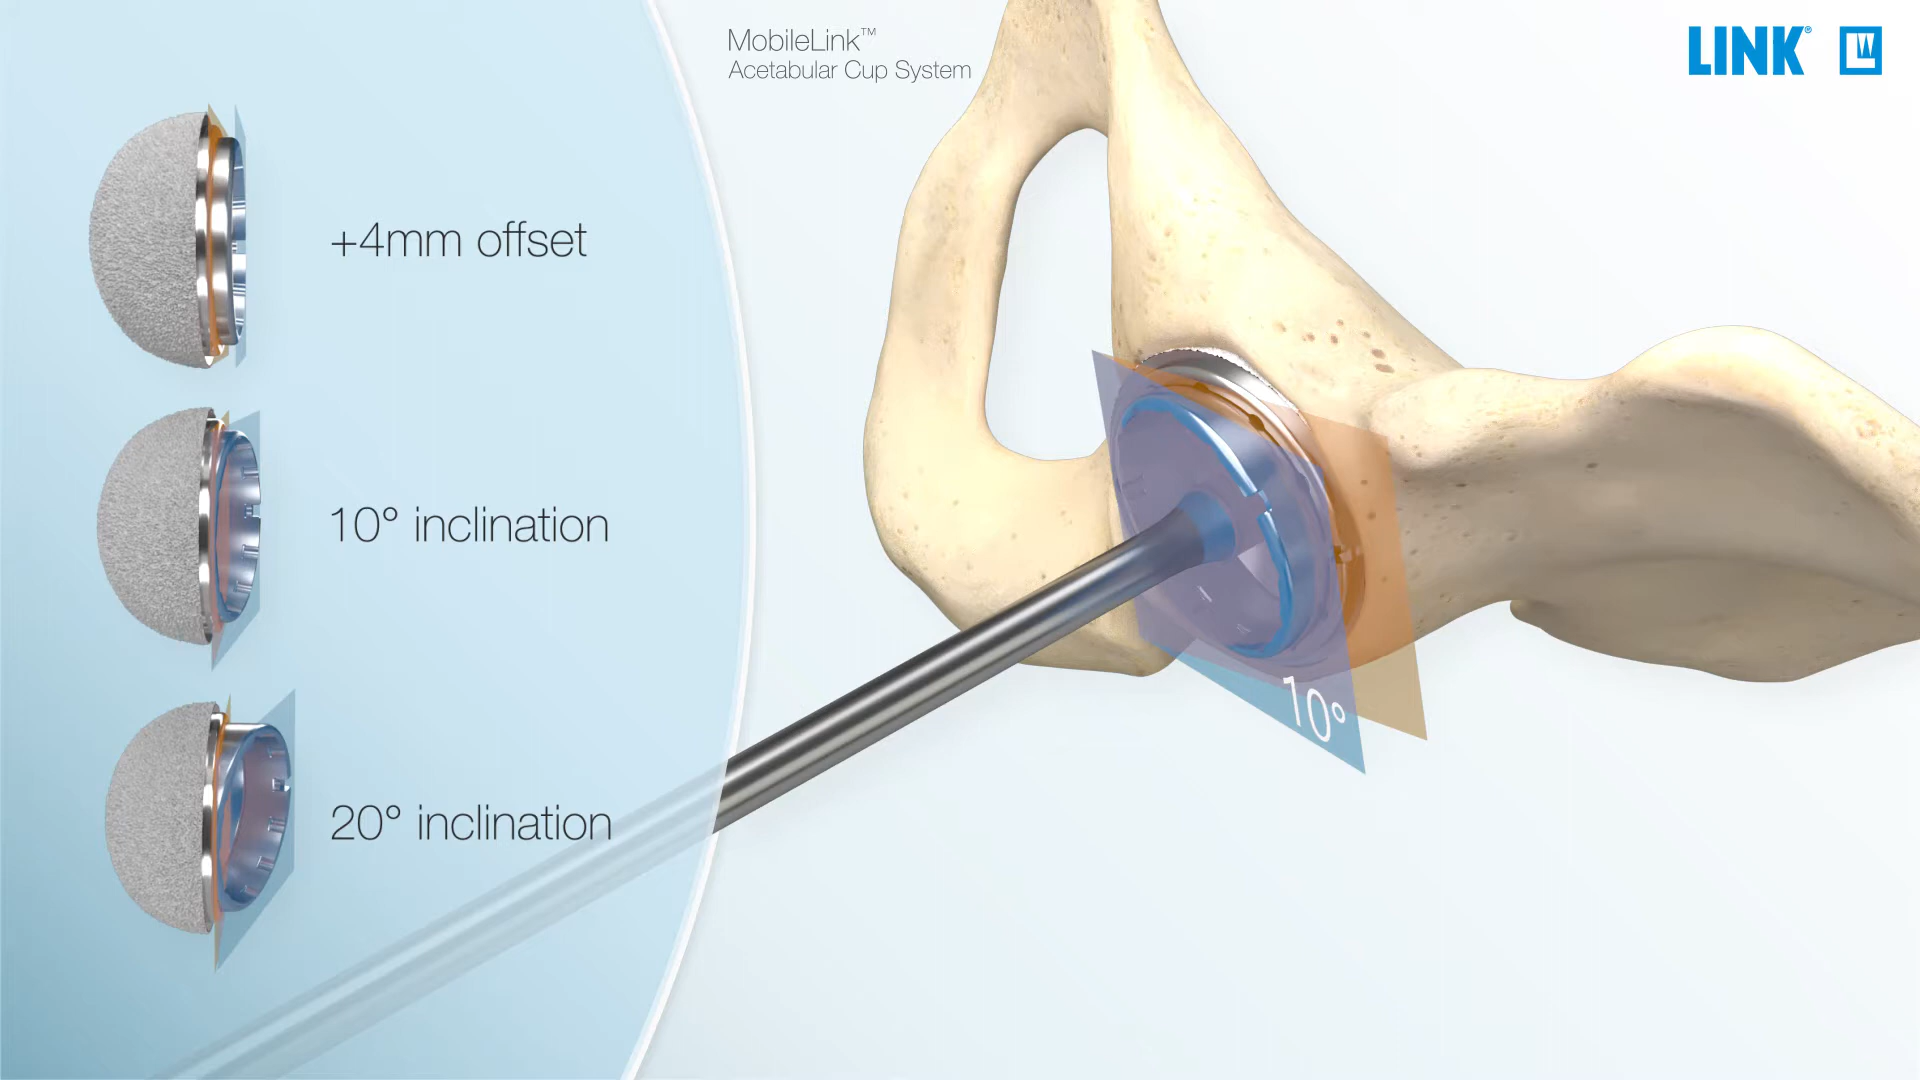 MobileLink™
Acetabular Cup System
LINK®
+4mm offset
10° inclination
20° inclination
10°